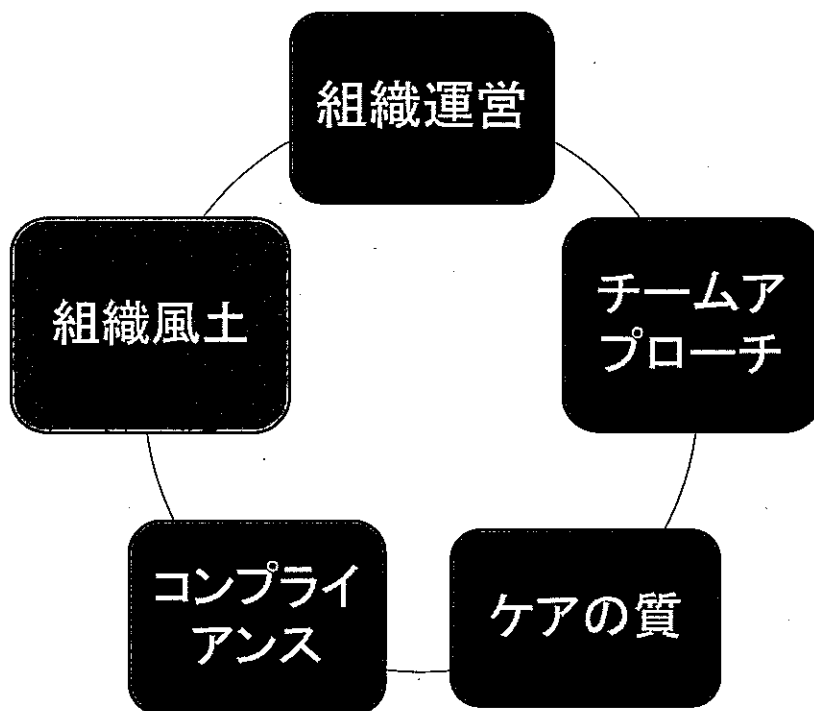 組織運営
チームア
プローチ
ケアの質
コンプライ
アンス
組織風土